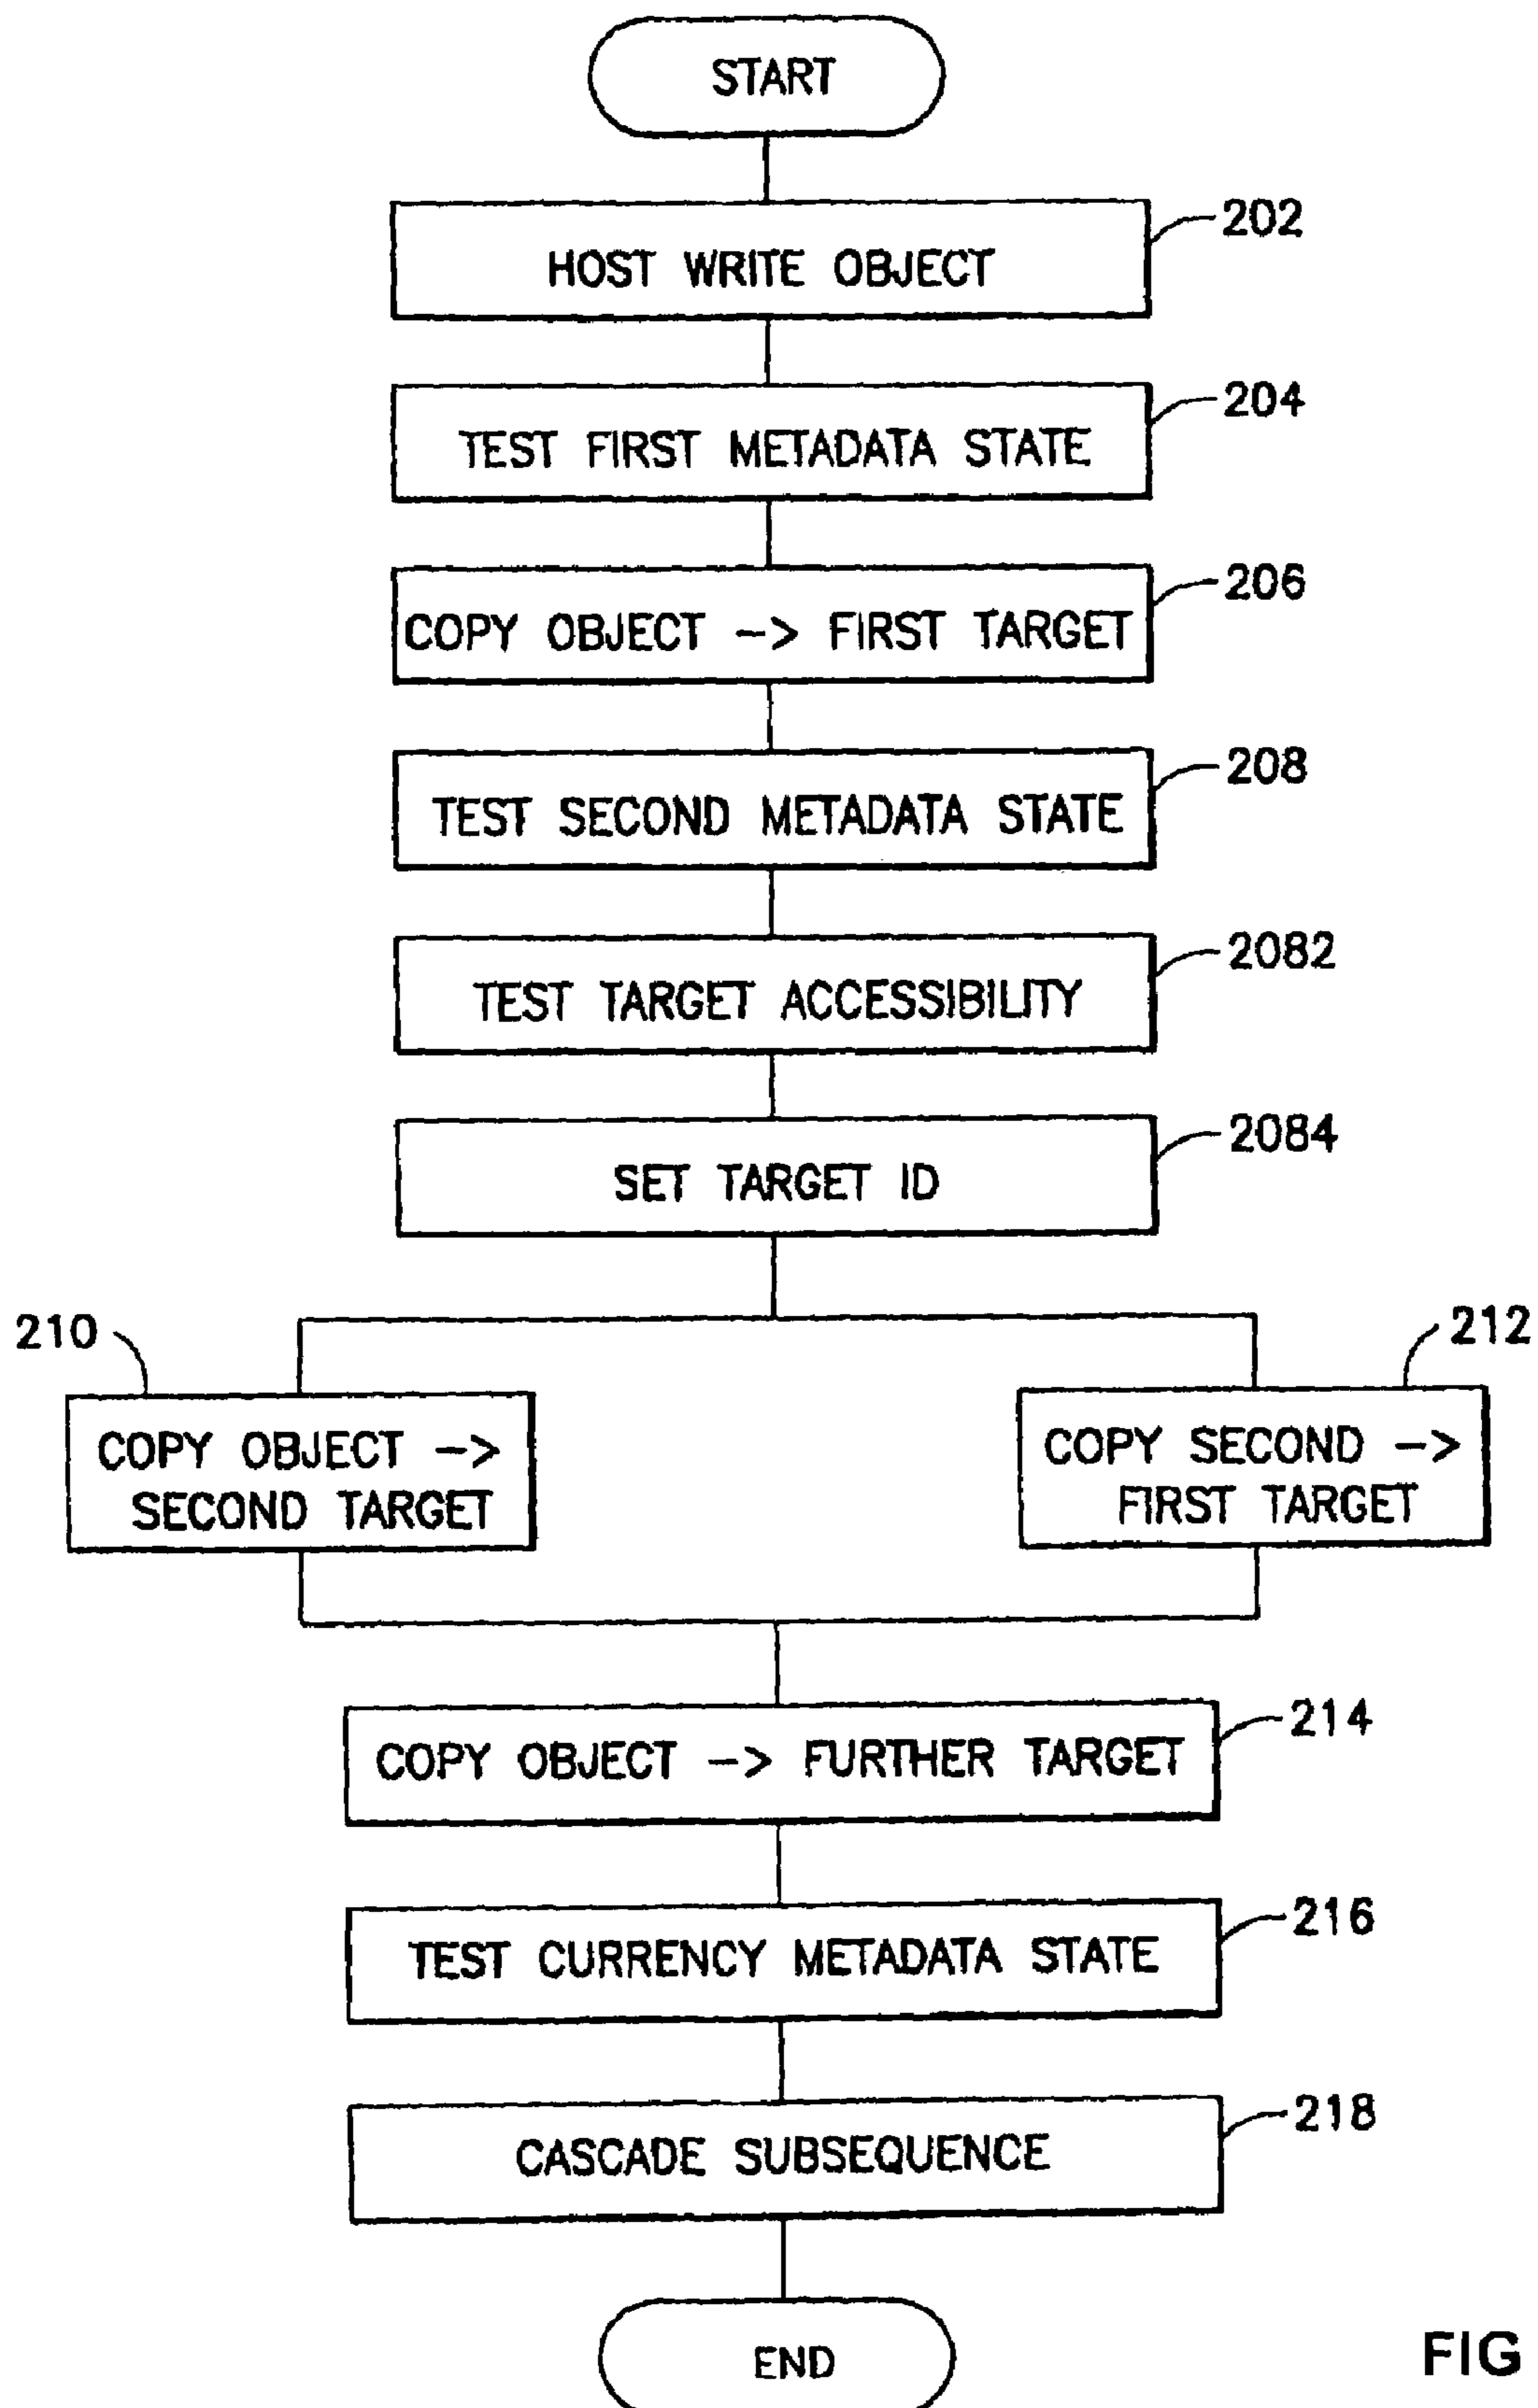 START
202
HOST WRITE OBJECT
204
TEST FIRST METADATA STATE
206
COPY OBJECT -> FIRST TARGET
208
TEST SECOND METADATA STATE
2082
TEST TARGET ACCESSIBILITY
2084
SET TARGET ID
210
212
COPY OBJECT ->
SECOND TARGET
COPY SECOND ->
FIRST TARGET
214
COPY OBJECT -> FURTHER TARGET
216
TEST CURRENCY METADATA STATE
218
CASCADE SUBSEQUENCE
END
FIG